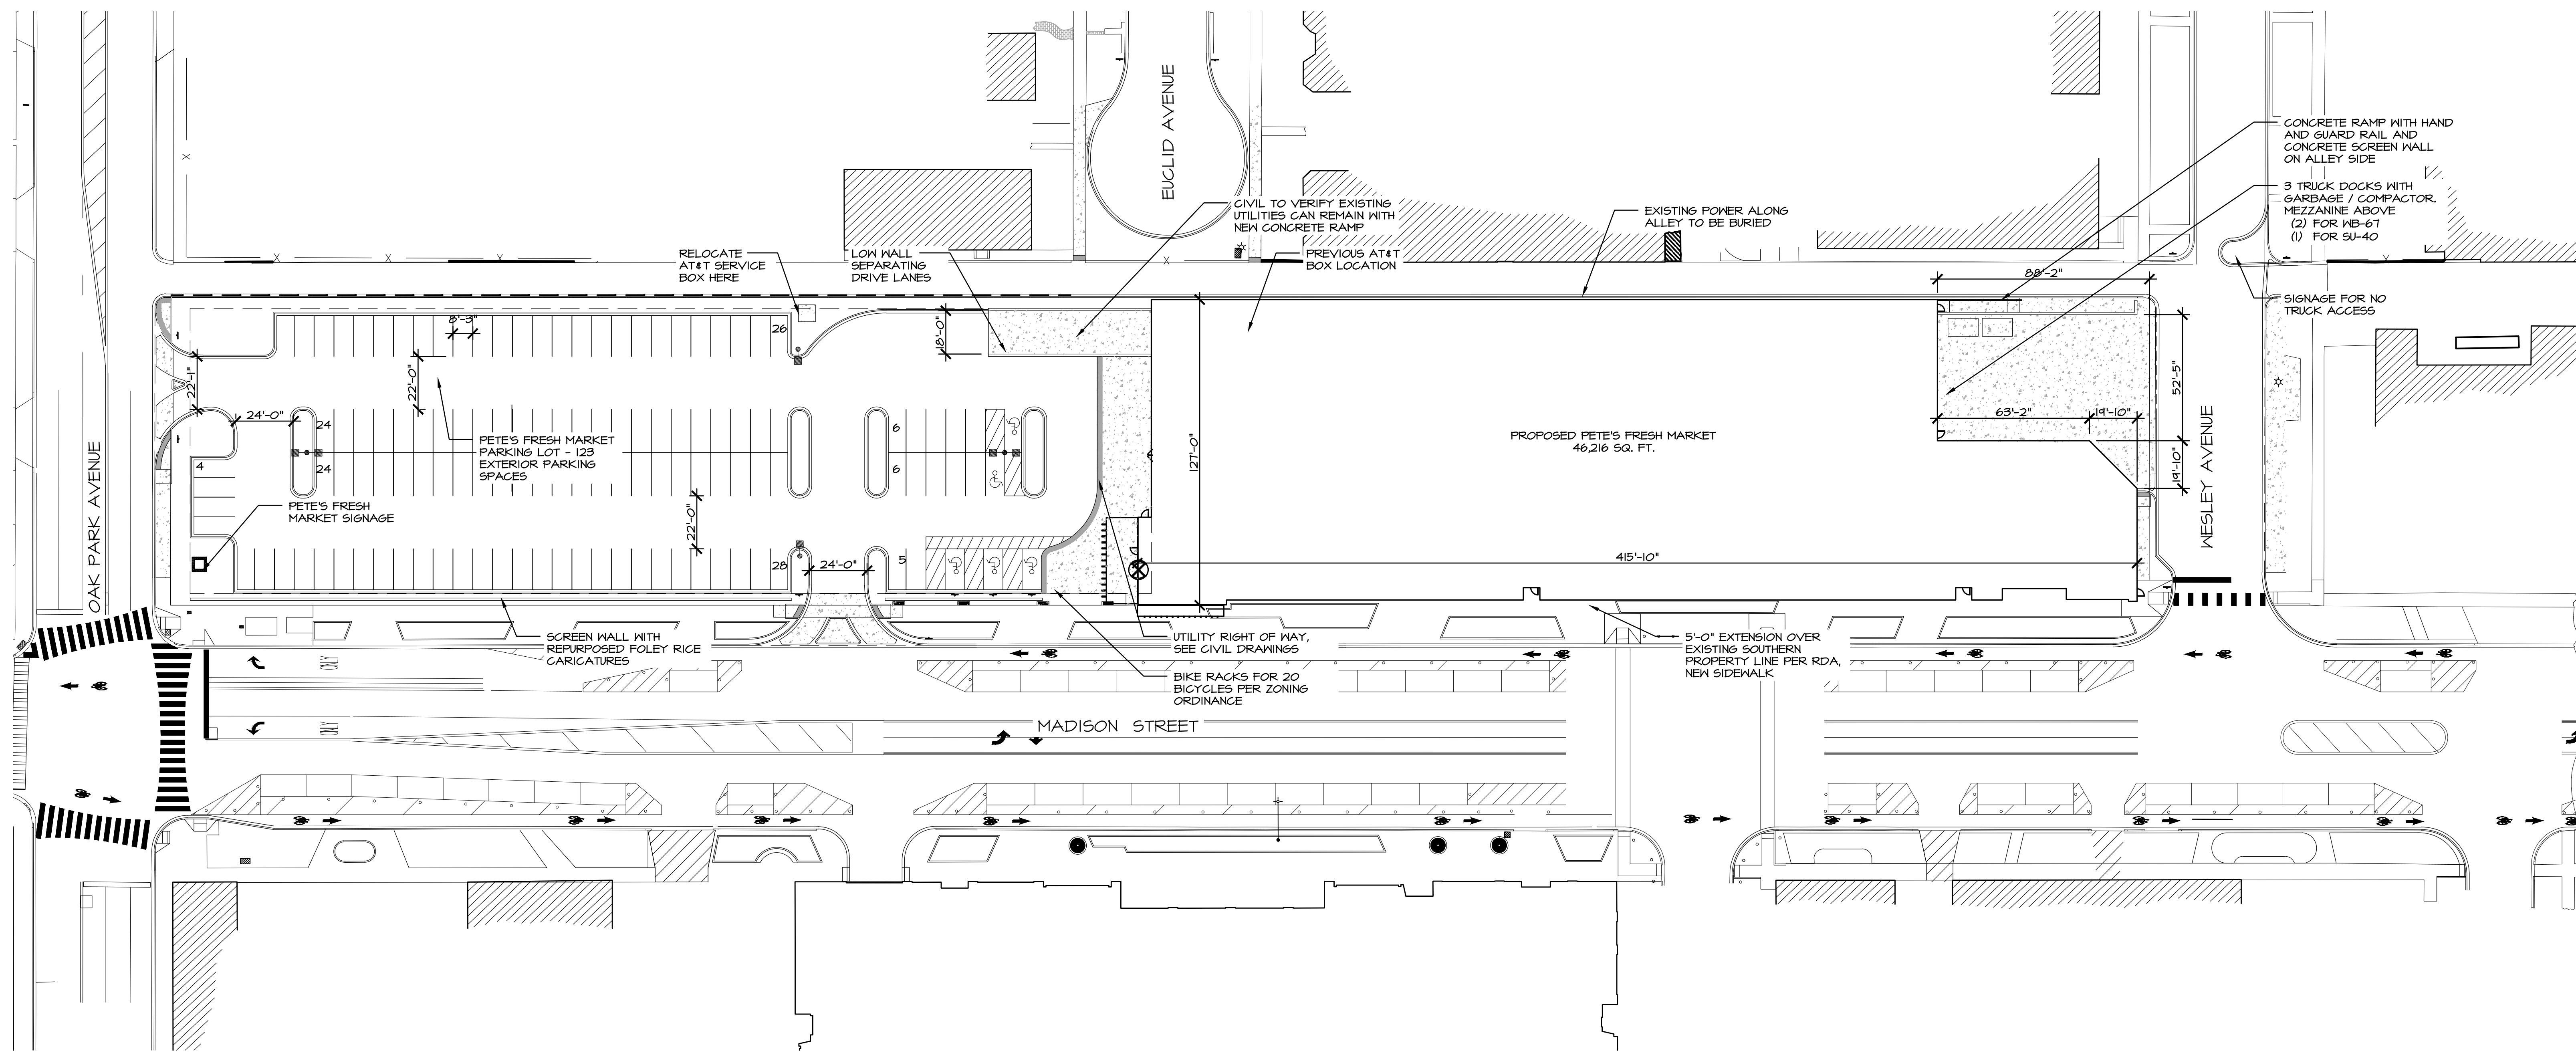 EUCLID AVENUE
CONCRETE RAMP WITH HAND
AND GUARD RAIL AND
CONCRETE SCREEN WALL
ON ALLEY SIDE
3 TRUCK DOCKS WITH
GARBAGE / COMPACTOR.
MEZZANINE ABOVE
(2) FOR WB-67
(1) FOR SU-40
CIVIL TO VERIFY EXISTING
UTILITIES CAN REMAIN WITH
NEW CONCRETE RAMP
EXISTING POWER ALONG
ALLEY TO BE BURIED
RELOCATE
AT&T SERVICE
BOX HERE
LOW WALL
SEPARATING
DRIVE LANES
PREVIOUS AT&T
BOX LOCATION
88'-2"
SIGNAGE FOR NO
TRUCK ACCESS
8'-3"
26
18'-0"
22'-1"
22'-0"
24'-0"
24
24
4
6
6
PETE'S FRESH MARKET
PARKING LOT - 123
EXTERIOR PARKING
SPACES
127'-0"
PROPOSED PETE'S FRESH MARKET
46,216 SQ. FT.
63'-2"
19'-10"
52'-5"
19'-10"
OAK PARK AVENUE
WESLEY AVENUE
PETE'S FRESH
MARKET SIGNAGE
22'-0"
28
24'-0"
5
415'-10"
SCREEN WALL WITH
REPURPOSED FOLEY RICE
CARICATURES
UTILITY RIGHT OF WAY,
SEE CIVIL DRAWINGS
BIKE RACKS FOR 20
BICYCLES PER ZONING
ORDINANCE
5'-0" EXTENSION OVER
EXISTING SOUTHERN
PROPERTY LINE PER RDA,
NEW SIDEWALK
ONLY
ONLY
MADISON STREET